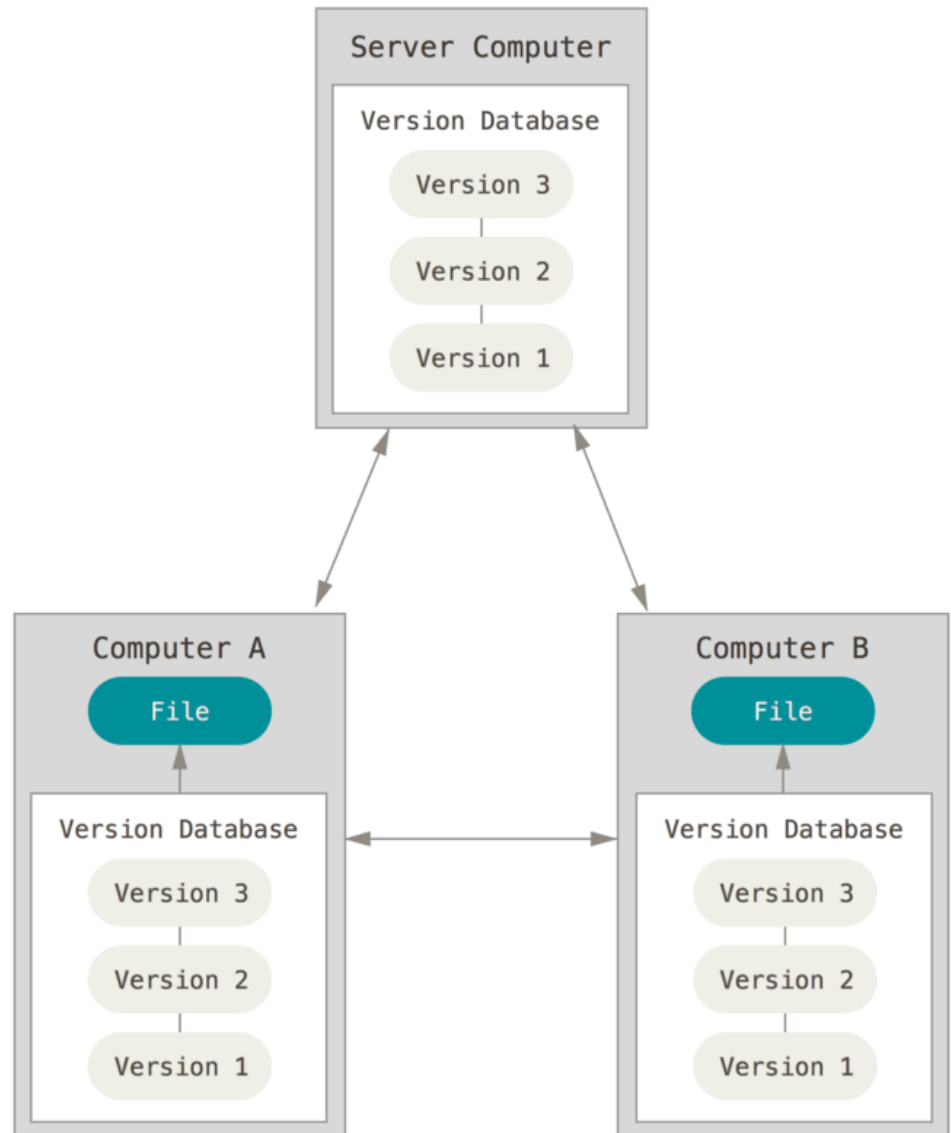 Server Computer
Version Database
Version 3
Version 2
Version 1
Computer A
File
Version Database
Version 3
Version 2
Version 1
Computer B
File
Version Database
Version 3
Version 2
Version 1